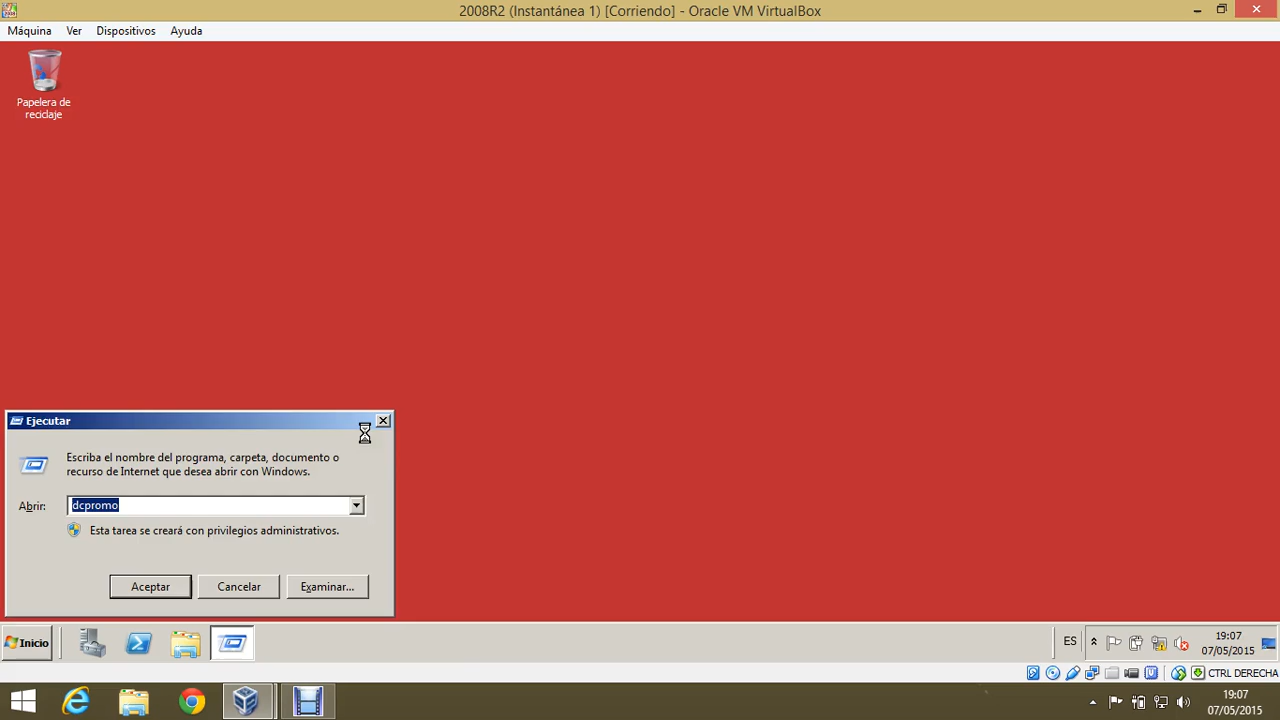 2008R2 (Instantánea 1) [Corriendo] - Oracle VM VirtualBox
Máquina Ver Dispositivos Ayuda
Papelera de
reciclaje
Ejecutar
Escriba el nombre del programa, carpeta, documento o
recurso de Internet que desea abrir con Windows.
Abrir: dcpromo
Esta tarea se creará con privilegios administrativos.
Aceptar Cancelar Examinar...
Inicio ES 19:07
07/05/2015
CTRL DERECHA
19:07
07/05/2015